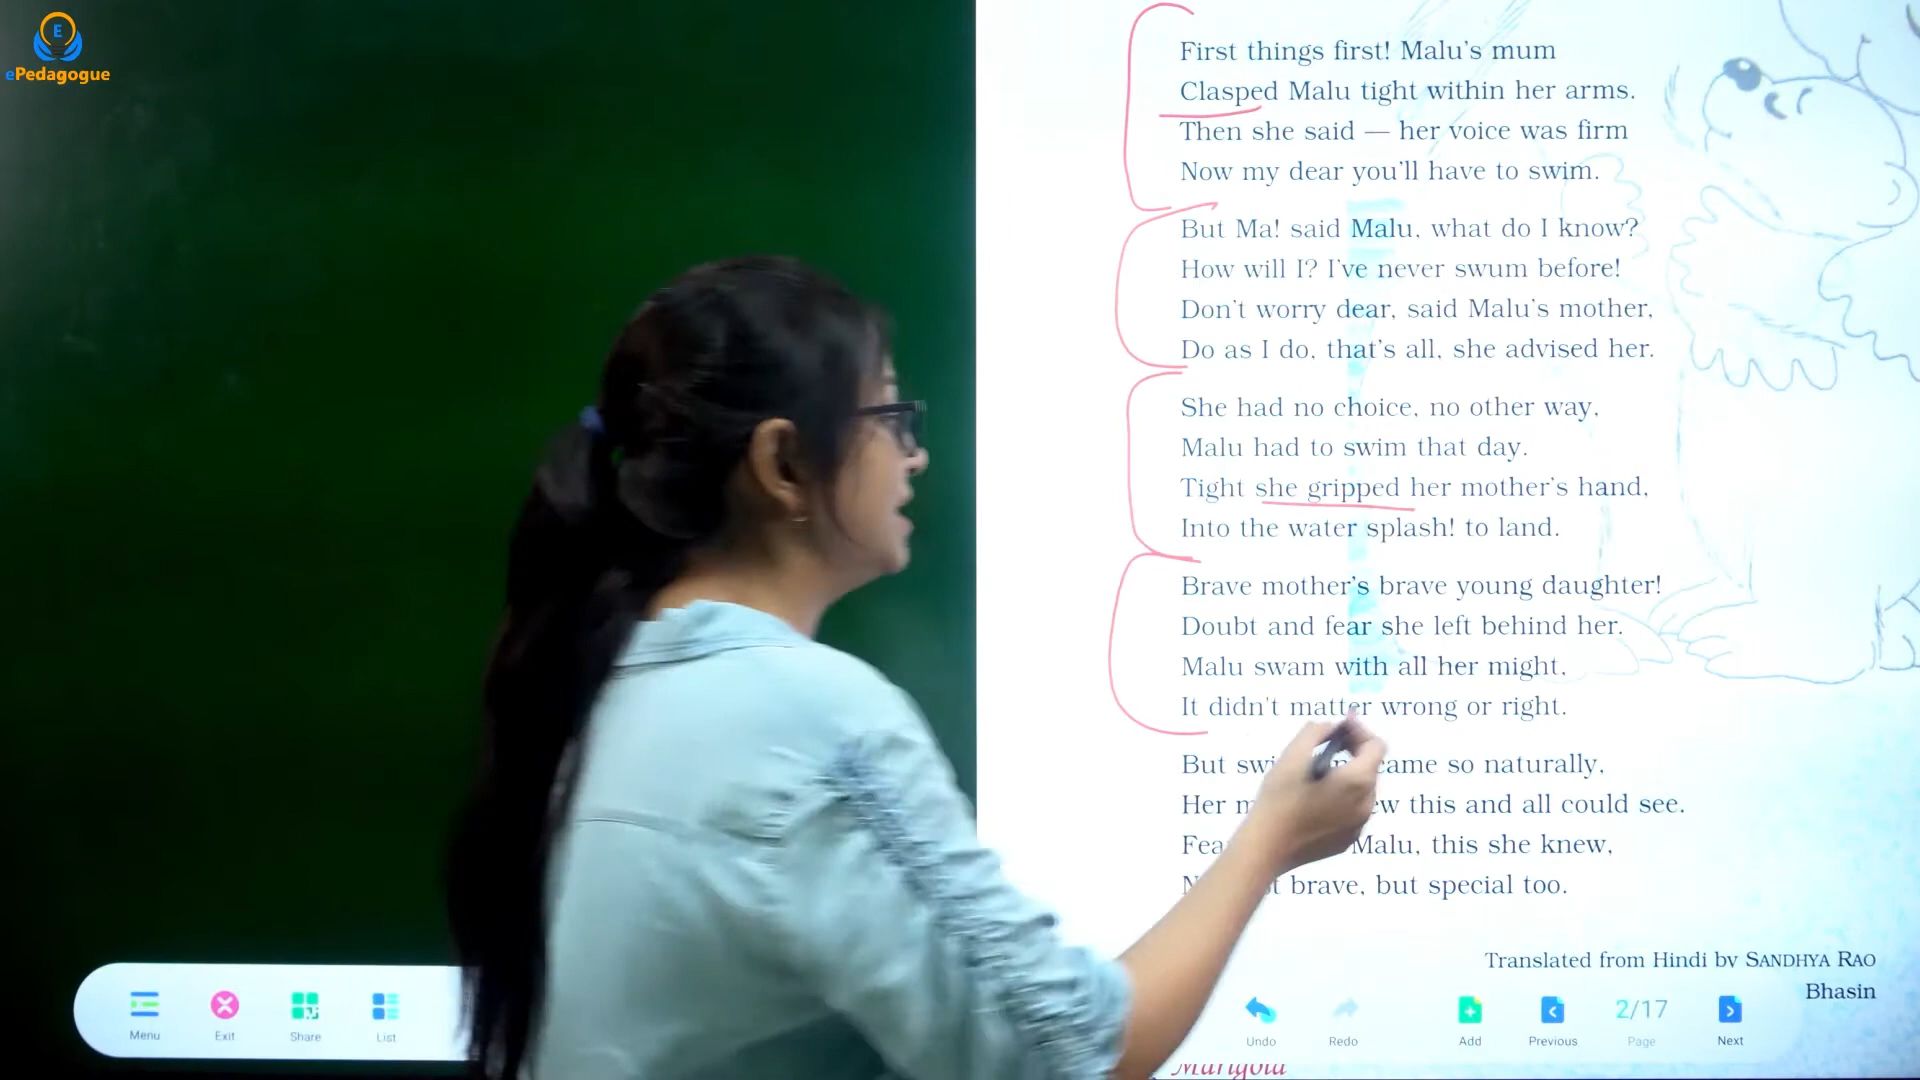 E
ePedagogue
First things first! Malu's mum
Clasped Malu tight within her arms.
Then she said — her voice was firm
Now my dear you'll have to swim.
But Ma! said Malu, what do I know?
How will I? I've never swum before!
Don't worry dear, said Malu's mother,
Do as I do, that's all, she advised her.
She had no choice, no other way,
Malu had to swim that day.
Tight she gripped her mother's hand,
Into the water splash! to land.
Brave mother's brave young daughter!
Doubt and fear she left behind her.
Malu swam with all her might,
It didn't matter wrong or right.
But came so naturally,
Her this and all could see.
Malu, this she knew,
brave, but special too.
Translated from Hindi by SANDHYA RAO
Bhasin
Menu
Exit
Share
List
Undo
Redo
Add
Previous
2/17
Page
Next
Marigold